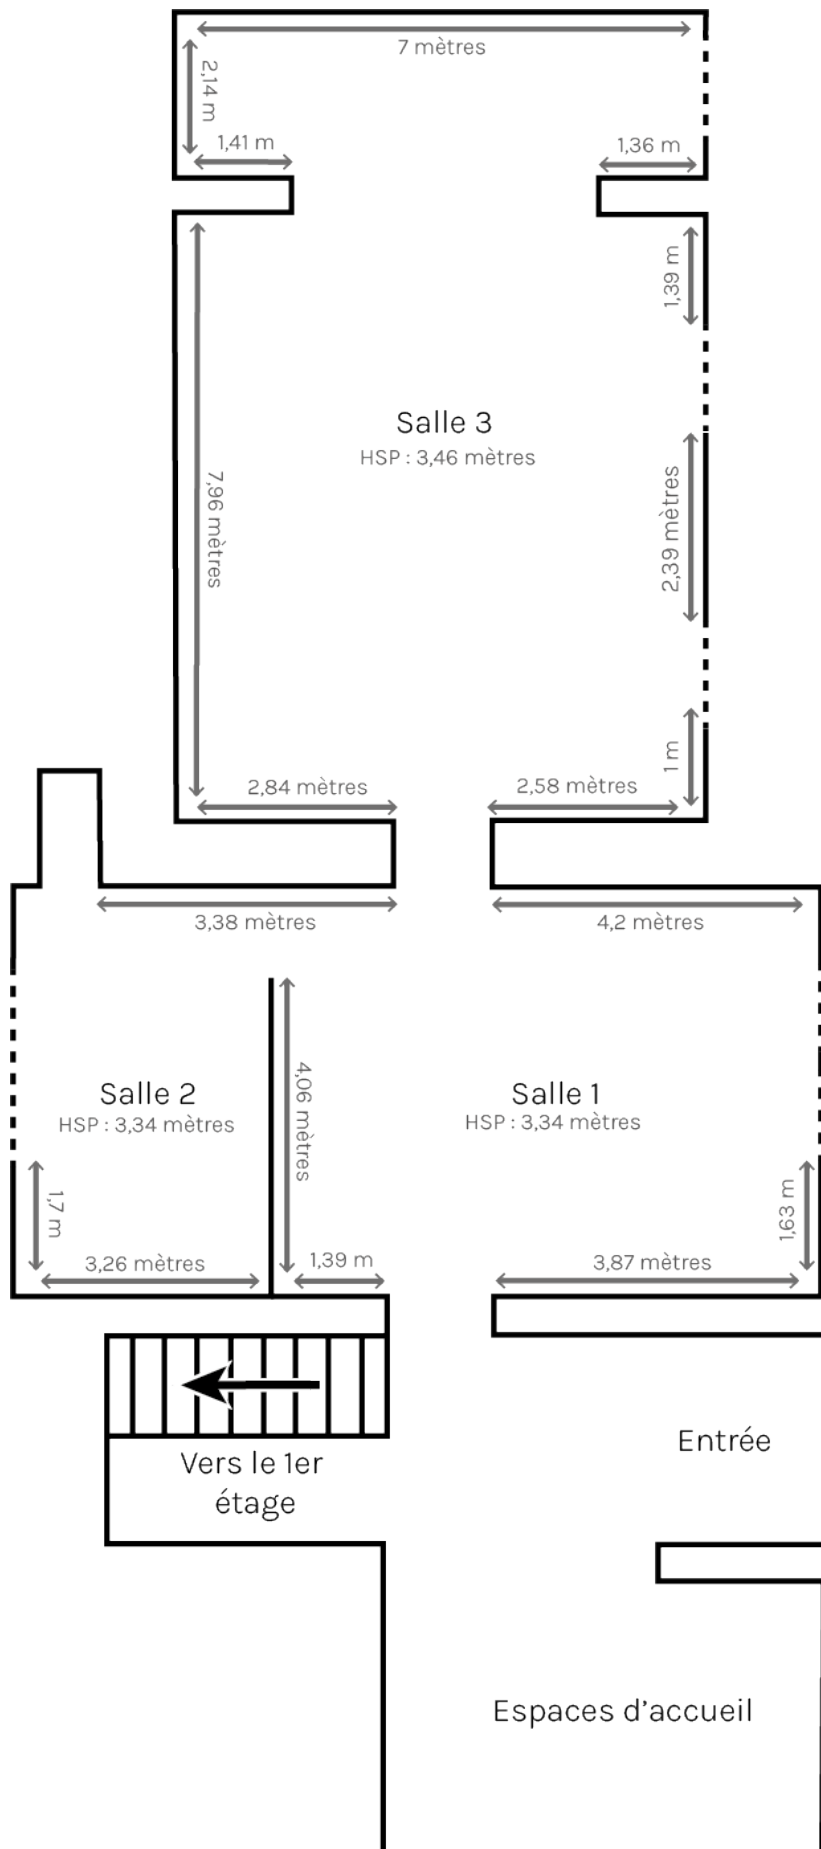 7 mètres
2,14 m
1,41 m
1,36 m
1,39 m
Salle 3
HSP : 3,46 mètres
7,96 mètres
2,39 mètres
1 m
2,84 mètres
2,58 mètres
3,38 mètres
4,2 mètres
4,06 mètres
Salle 2
HSP : 3,34 mètres
Salle 1
HSP : 3,34 mètres
1,7 m
1,63 m
3,26 mètres
1,39 m
3,87 mètres
Vers le 1er
étage
Entrée
Espaces d’accueil